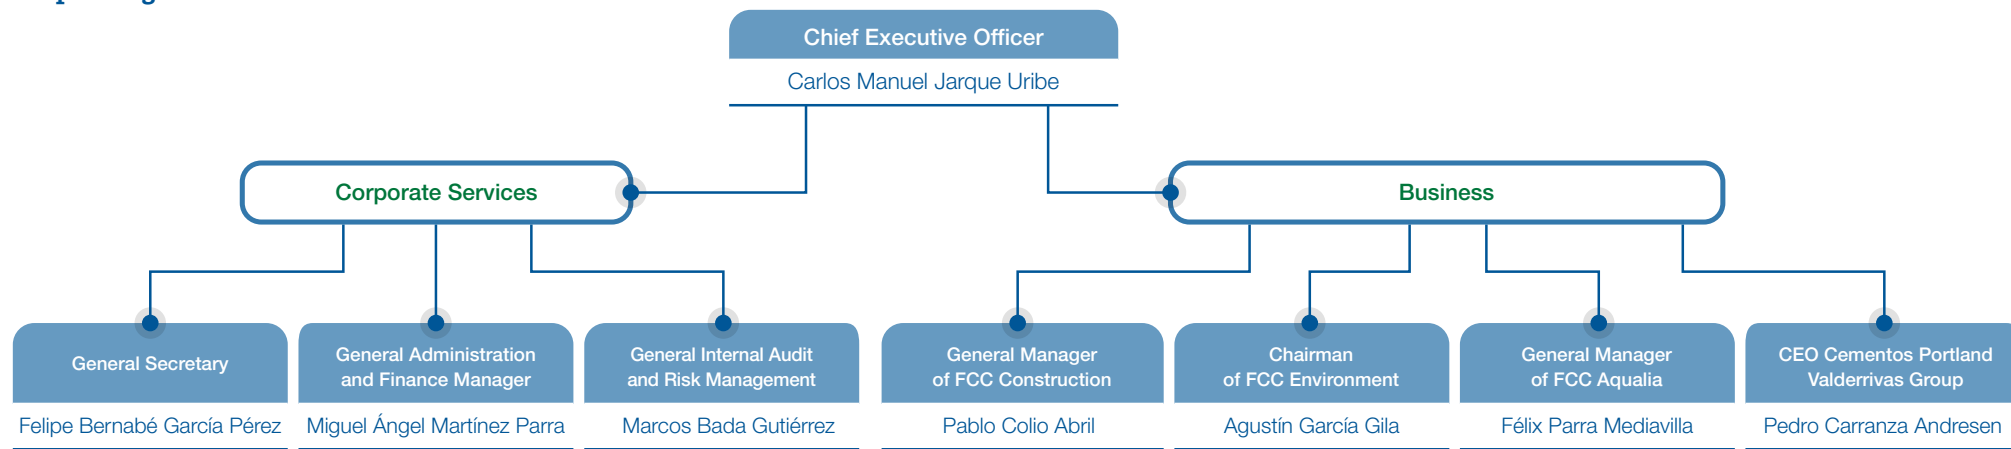 Chief Executive Officer
Carlos Manuel Jarque Uribe
Corporate Services
Business
General Secretary
Felipe Bernabé García Pérez
General Administration
and Finance Manager
Miguel Ángel Martínez Parra
General Internal Audit
and Risk Management
Marcos Bada Gutiérrez
General Manager
of FCC Construction
Pablo Colio Abril
Chairman
of FCC Environment
Agustín García Gila
General Manager
of FCC Aqualia
Félix Parra Mediavilla
CEO Cementos Portland
Valderrivas Group
Pedro Carranza Andresen